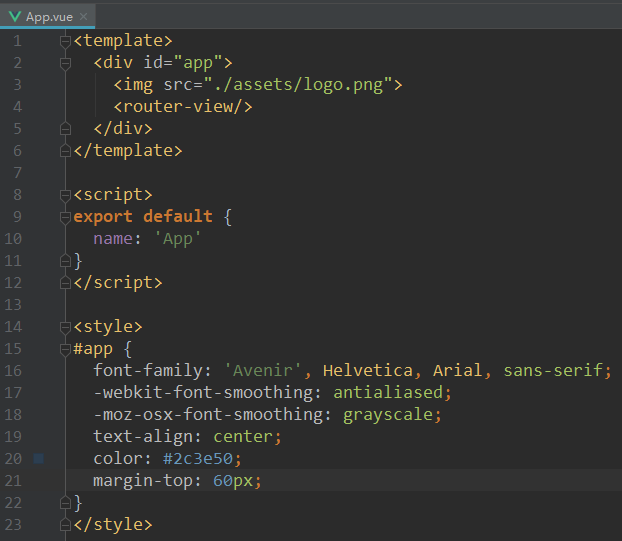 App.vue
1 <template>
2   <div id="app">
3     <img src="./assets/logo.png">
4     <router-view/>
5   </div>
6 </template>
7
8 <script>
9 export default {
10   name: 'App'
11 }
12 </script>
13
14 <style>
15 #app {
16   font-family: 'Avenir', Helvetica, Arial, sans-serif;
17   -webkit-font-smoothing: antialiased;
18   -moz-osx-font-smoothing: grayscale;
19   text-align: center;
20   color: #2c3e50;
21   margin-top: 60px;
22 }
23 </style>